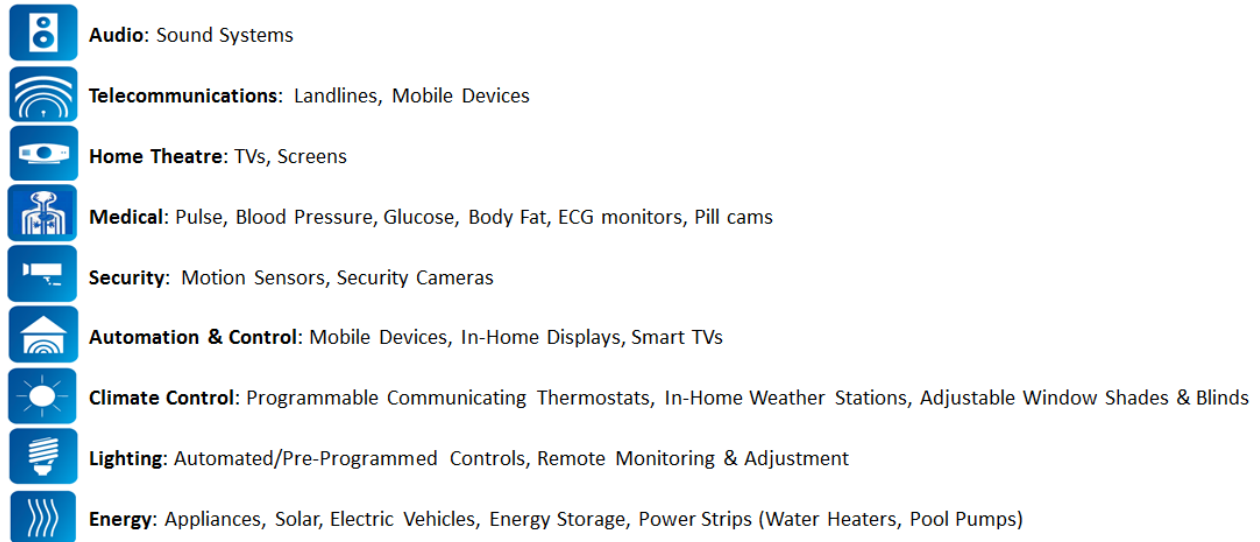 Audio: Sound Systems
Telecommunications: Landlines, Mobile Devices
Home Theatre: TVs, Screens
Medical: Pulse, Blood Pressure, Glucose, Body Fat, ECG monitors, Pill cams
Security: Motion Sensors, Security Cameras
Automation & Control: Mobile Devices, In-Home Displays, Smart TVs
Climate Control: Programmable Communicating Thermostats, In-Home Weather Stations, Adjustable Window Shades & Blinds
Lighting: Automated/Pre-Programmed Controls, Remote Monitoring & Adjustment
Energy: Appliances, Solar, Electric Vehicles, Energy Storage, Power Strips (Water Heaters, Pool Pumps)